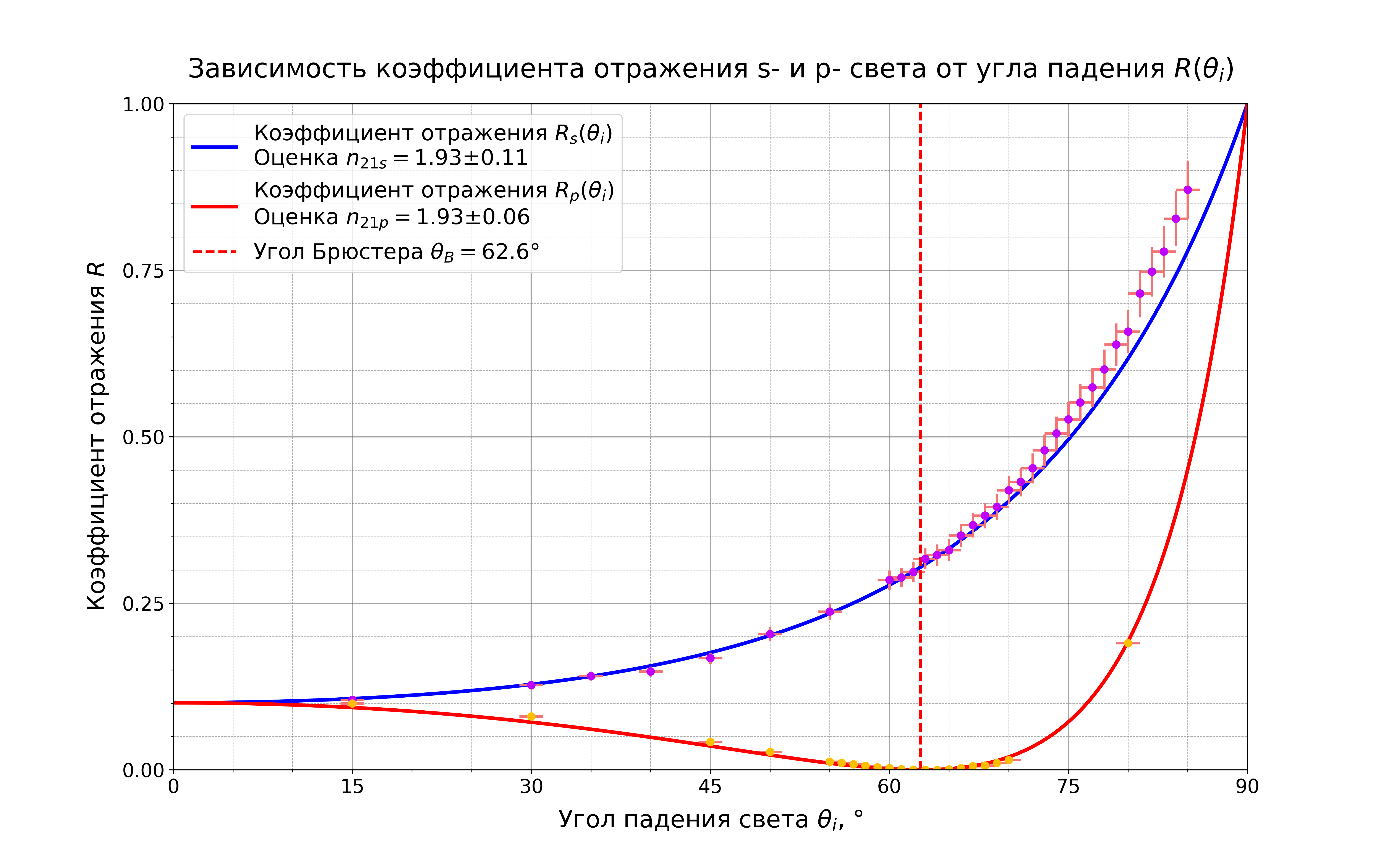 Зависимость коэффициента отражения s- и p- света от угла падения R(θᵢ)
Коэффициент отражения Rₛ(θᵢ)
Оценка n₂₁ₛ = 1.93±0.11
Коэффициент отражения Rₚ(θᵢ)
Оценка n₂₁ₚ = 1.93±0.06
Угол Брюстера θ_B = 62.6°
Коэффициент отражения R
1.00
0.75
0.50
0.25
0.00
0 15 30 45 60 75 90
Угол падения света θᵢ, °